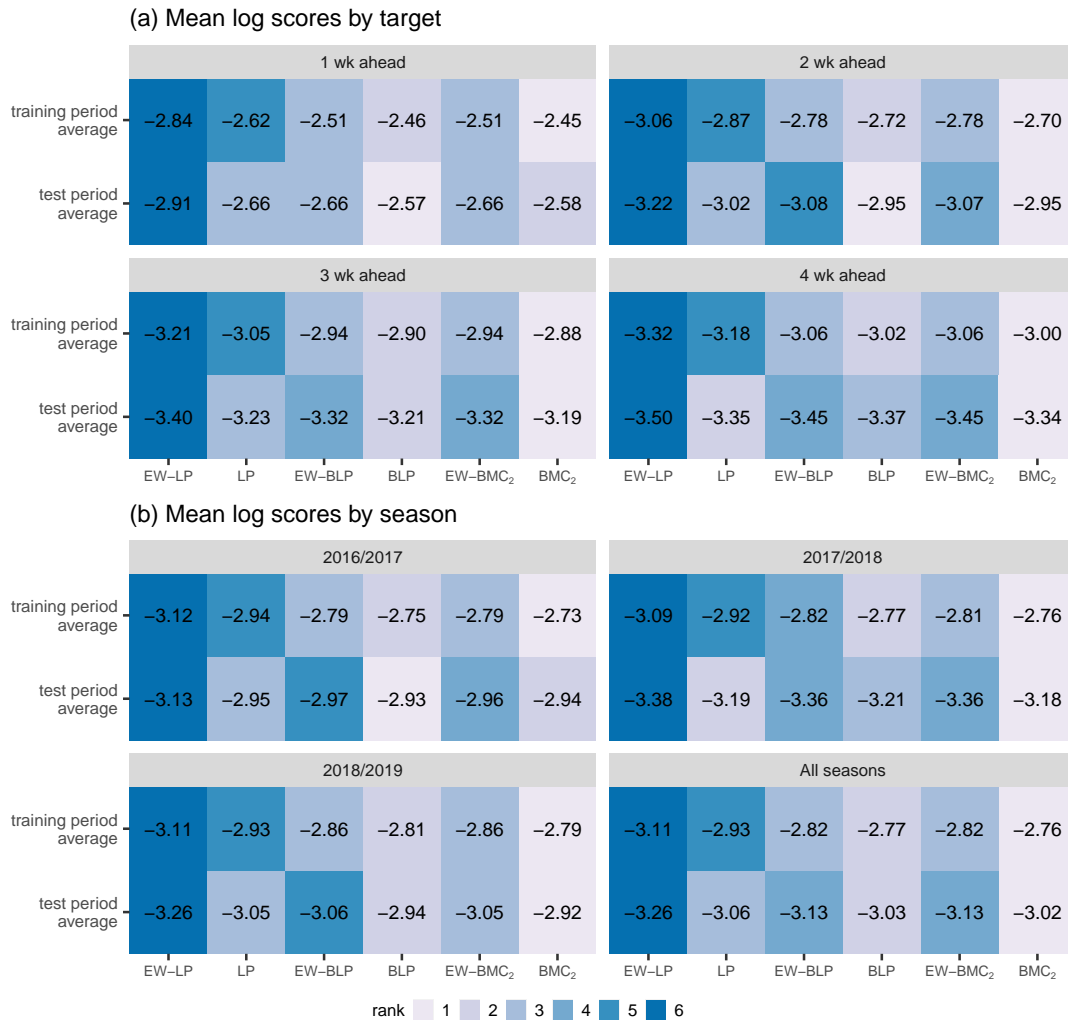 (a) Mean log scores by target
1 wk ahead
2 wk ahead
training period
average
−2.84 −2.62 −2.51 −2.46 −2.51 −2.45
−3.06 −2.87 −2.78 −2.72 −2.78 −2.70
test period
average
−2.91 −2.66 −2.66 −2.57 −2.66 −2.58
−3.22 −3.02 −3.08 −2.95 −3.07 −2.95
3 wk ahead
4 wk ahead
training period
average
−3.21 −3.05 −2.94 −2.90 −2.94 −2.88
−3.32 −3.18 −3.06 −3.02 −3.06 −3.00
test period
average
−3.40 −3.23 −3.32 −3.21 −3.32 −3.19
−3.50 −3.35 −3.45 −3.37 −3.45 −3.34
EW−LP LP EW−BLP BLP EW−BMC₂ BMC₂
EW−LP LP EW−BLP BLP EW−BMC₂ BMC₂
(b) Mean log scores by season
2016/2017
2017/2018
training period
average
−3.12 −2.94 −2.79 −2.75 −2.79 −2.73
−3.09 −2.92 −2.82 −2.77 −2.81 −2.76
test period
average
−3.13 −2.95 −2.97 −2.93 −2.96 −2.94
−3.38 −3.19 −3.36 −3.21 −3.36 −3.18
2018/2019
All seasons
training period
average
−3.11 −2.93 −2.86 −2.81 −2.86 −2.79
−3.11 −2.93 −2.82 −2.77 −2.82 −2.76
test period
average
−3.26 −3.05 −3.06 −2.94 −3.05 −2.92
−3.26 −3.06 −3.13 −3.03 −3.13 −3.02
EW−LP LP EW−BLP BLP EW−BMC₂ BMC₂
EW−LP LP EW−BLP BLP EW−BMC₂ BMC₂
rank 1 2 3 4 5 6